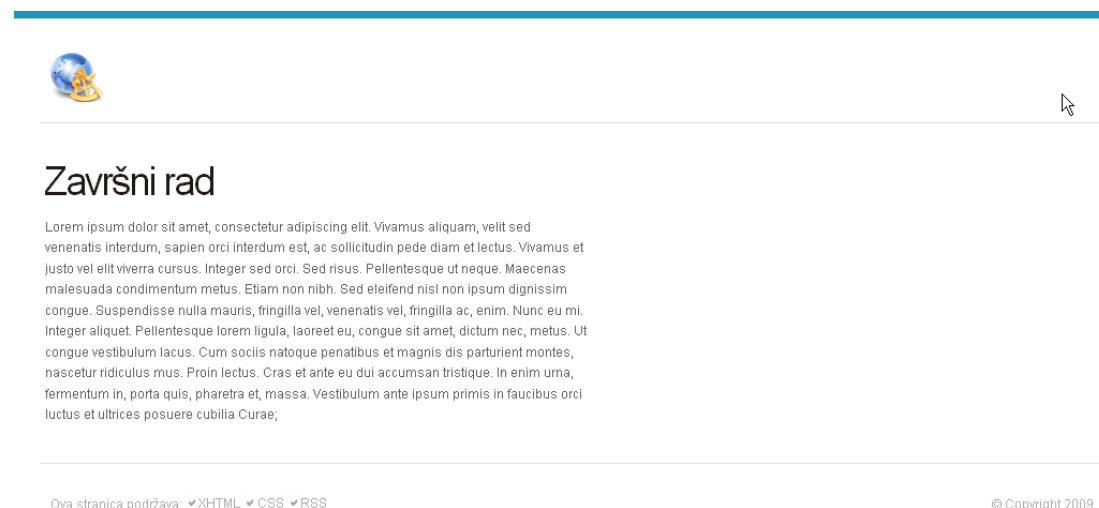 Završni rad
Lorem ipsum dolor sit amet, consectetur adipiscing elit. Vivamus aliquam, velit sed
venenatis interdum, sapien orci interdum est, ac sollicitudin pede diam et lectus. Vivamus et
justo vel elit viverra cursus. Integer sed orci. Sed risus. Pellentesque ut neque. Maecenas
malesuada condimentum metus. Etiam non nibh. Sed eleifend nisl non ipsum dignissim
congue. Suspendisse nulla mauris, fringilla vel, venenatis vel, fringilla ac, enim. Nunc eu mi.
Integer aliquet. Pellentesque lorem ligula, laoreet eu, congue sit amet, dictum nec, metus. Ut
congue vestibulum lacus. Cum sociis natoque penatibus et magnis dis parturient montes,
nascetur ridiculus mus. Proin lectus. Cras et ante eu dui accumsan tristique. In enim urna,
fermentum in, porta quis, pharetra et, massa. Vestibulum ante ipsum primis in faucibus orci
luctus et ultrices posuere cubilia Curae;
Ova stranica podržava: ✔XHTML ✔CSS ✔RSS © Copyright 2009